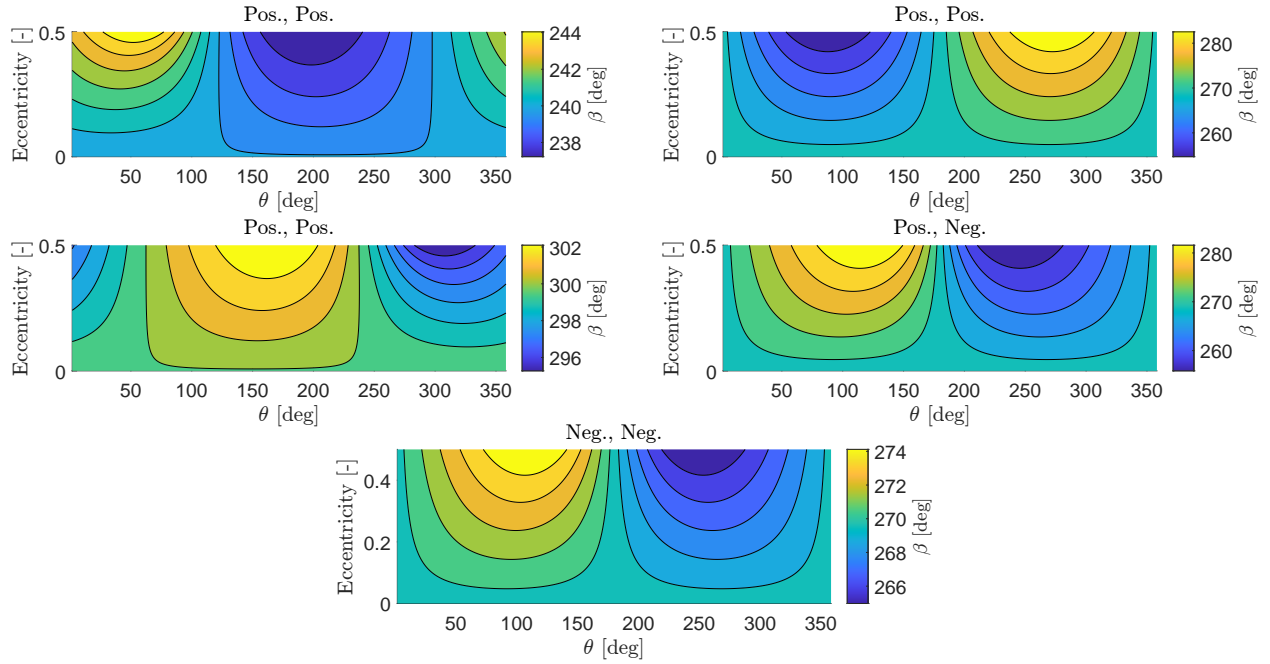 Pos., Pos.
Eccentricity [-]
0.5
0
50 100 150 200 250 300 350
θ [deg]
244
242
240
238
β [deg]
Pos., Pos.
Eccentricity [-]
0.5
0
50 100 150 200 250 300 350
θ [deg]
280
270
260
β [deg]
Pos., Pos.
Eccentricity [-]
0.5
0
50 100 150 200 250 300 350
θ [deg]
302
300
298
296
β [deg]
Pos., Neg.
Eccentricity [-]
0.5
0
50 100 150 200 250 300 350
θ [deg]
280
270
260
β [deg]
Neg., Neg.
Eccentricity [-]
0.4
0.2
0
50 100 150 200 250 300 350
θ [deg]
274
272
270
268
266
β [deg]